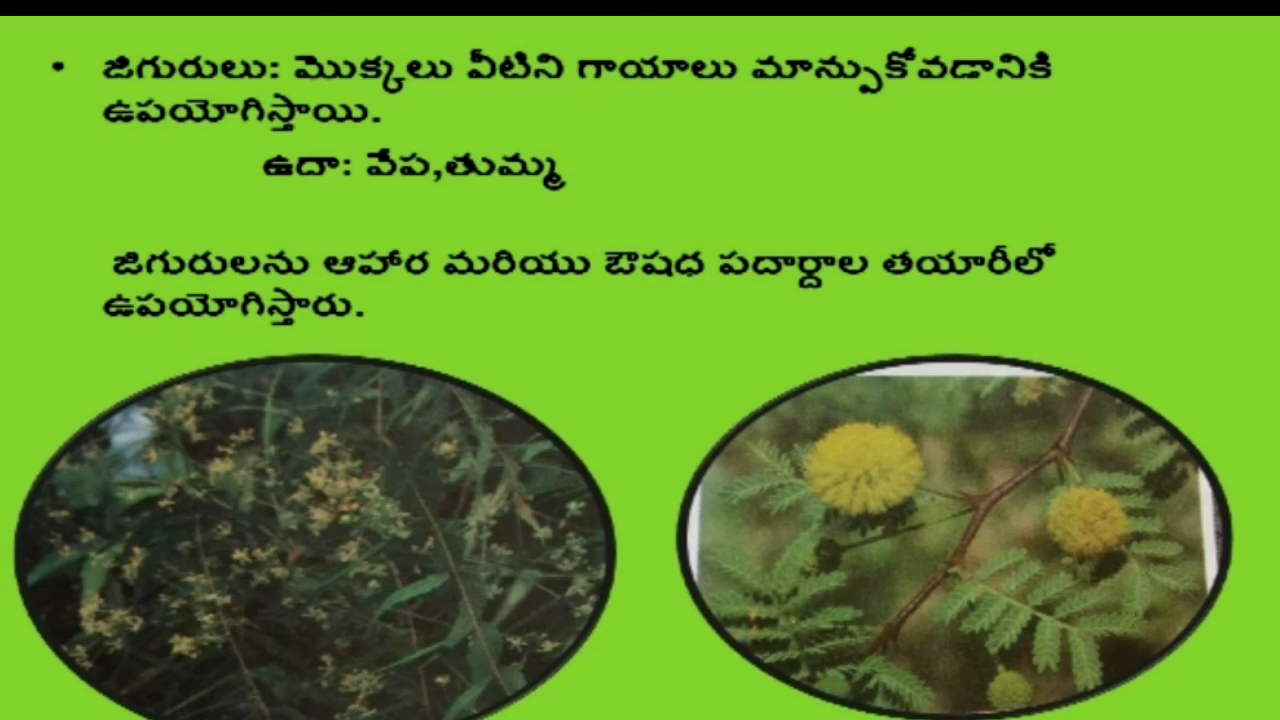 • జిగురులు: మొక్కలు వీటిని గాయాలు మాన్పుకోవడానికి
ఉపయోగిస్తాయి.
ఉదా: వేప,తుమ్మ
జిగురులను ఆహార మరియు ఔషధ పదార్దాల తయారీలో
ఉపయోగిస్తారు.